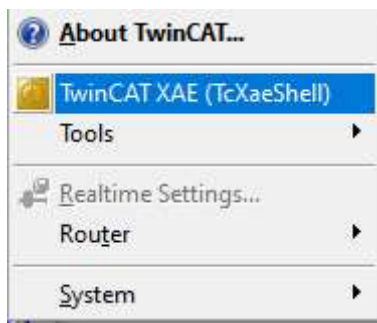 About TwinCAT...
TwinCAT XAE (TcXaeShell)
Tools
Realtime Settings...
Router
System